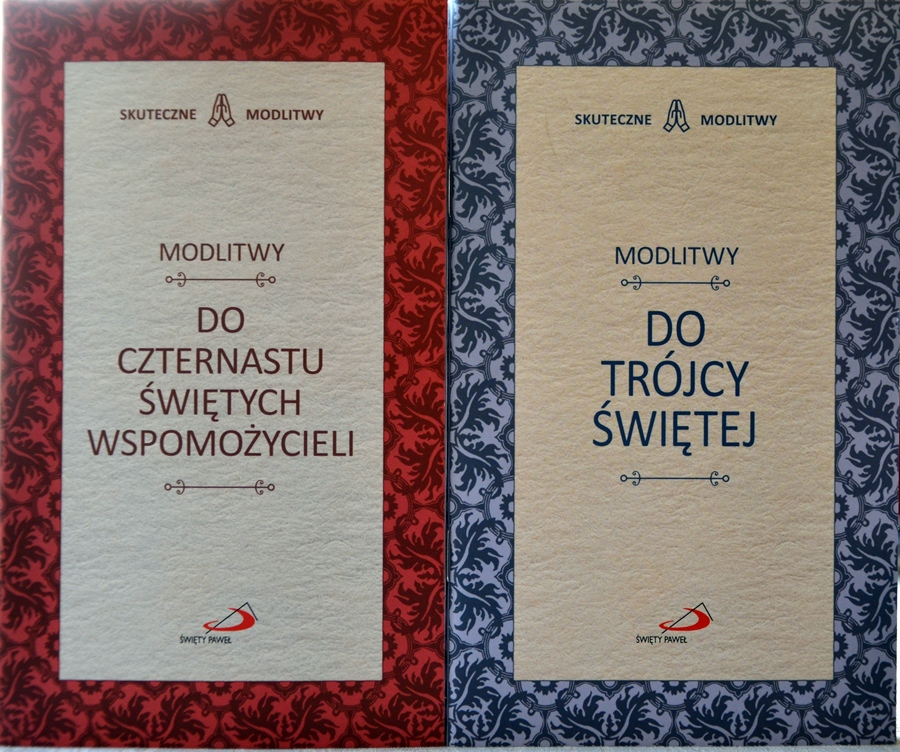 SKUTECZNE MODLITWY
MODLITWY
DO
CZTERNASTU
ŚWIĘTYCH
WSPOMOŻYCIELI
ŚWIĘTY PAWEŁ
SKUTECZNE MODLITWY
MODLITWY
DO
TRÓJCY
ŚWIĘTEJ
ŚWIĘTY PAWEŁ